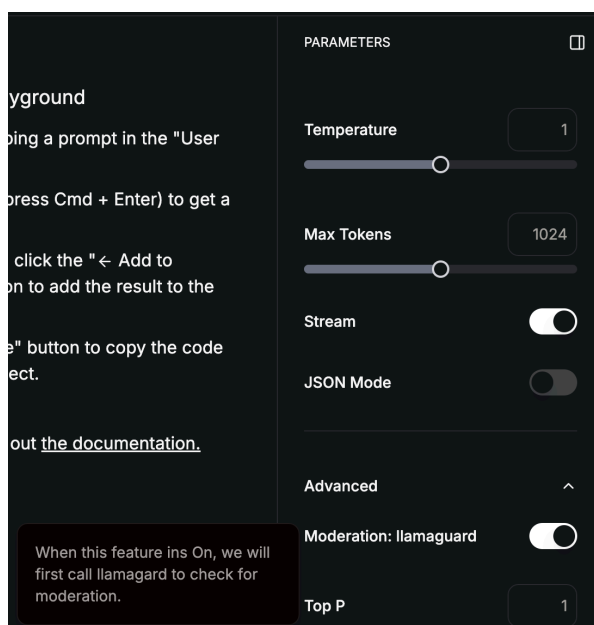 PARAMETERS
yground
Temperature
1
ping a prompt in the "User
press Cmd + Enter) to get a
Max Tokens
1024
click the "← Add to
on to add the result to the
Stream
e" button to copy the code
ect.
JSON Mode
out the documentation.
Advanced
Moderation: llamaguard
When this feature ins On, we will
first call llamagard to check for
moderation.
Top P
1